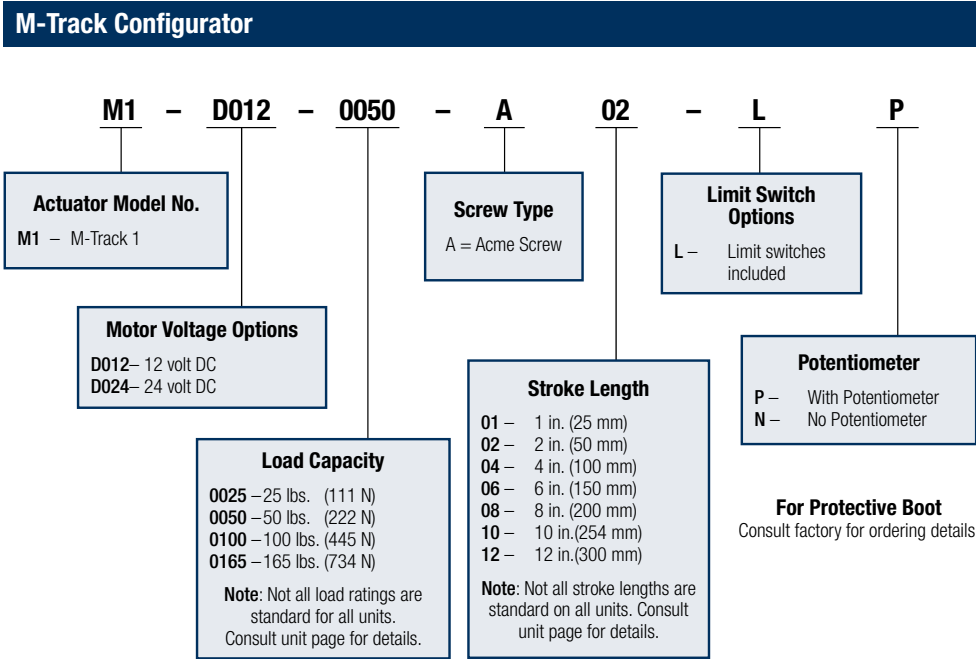 M-Track Configurator
M1 – D012 – 0050 – A 02 – L P
Actuator Model No.
M1 – M-Track 1
Motor Voltage Options
D012– 12 volt DC
D024– 24 volt DC
Load Capacity
0025 – 25 lbs. (111 N)
0050 – 50 lbs. (222 N)
0100 – 100 lbs. (445 N)
0165 – 165 lbs. (734 N)
Note: Not all load ratings are
standard for all units.
Consult unit page for details.
Screw Type
A = Acme Screw
Stroke Length
01 – 1 in. (25 mm)
02 – 2 in. (50 mm)
04 – 4 in. (100 mm)
06 – 6 in. (150 mm)
08 – 8 in. (200 mm)
10 – 10 in.(254 mm)
12 – 12 in.(300 mm)
Note: Not all stroke lengths are
standard on all units. Consult
unit page for details.
Limit Switch
Options
L – Limit switches
included
Potentiometer
P – With Potentiometer
N – No Potentiometer
For Protective Boot
Consult factory for ordering details